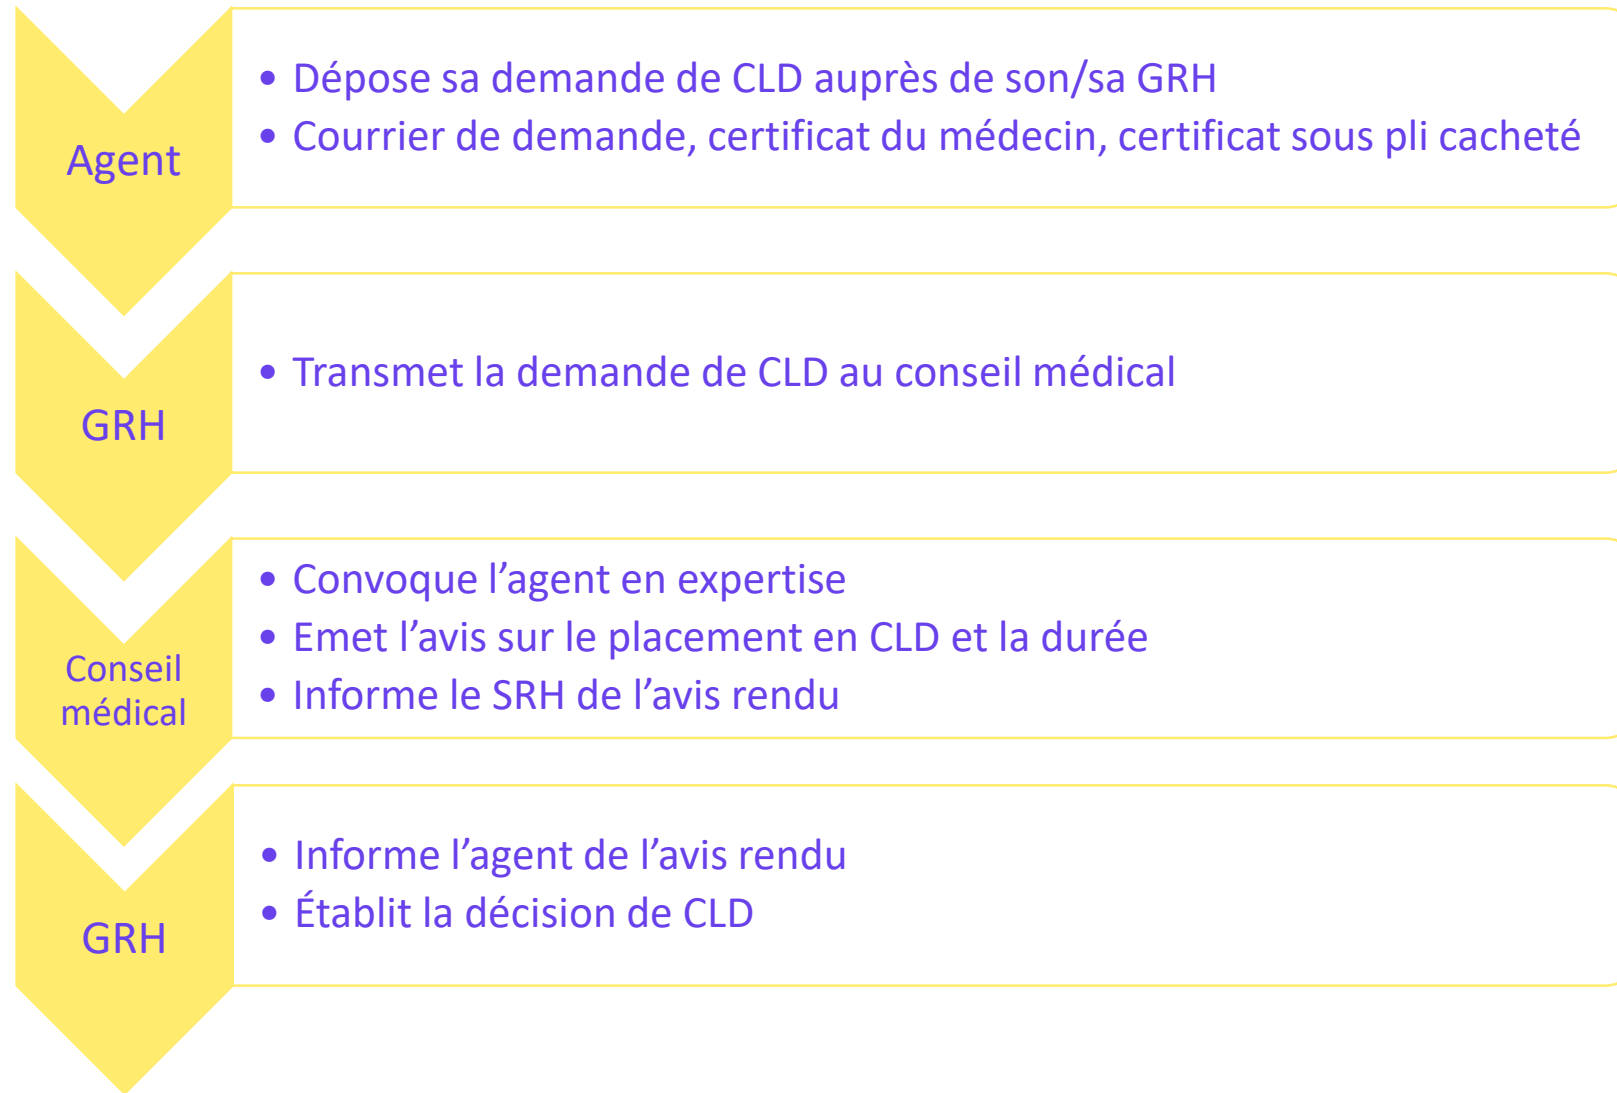 Agent
• Dépose sa demande de CLD auprès de son/sa GRH
• Courrier de demande, certificat du médecin, certificat sous pli cacheté
GRH
• Transmet la demande de CLD au conseil médical
Conseil
médical
• Convoque l’agent en expertise
• Emet l’avis sur le placement en CLD et la durée
• Informe le SRH de l’avis rendu
GRH
• Informe l’agent de l’avis rendu
• Établit la décision de CLD